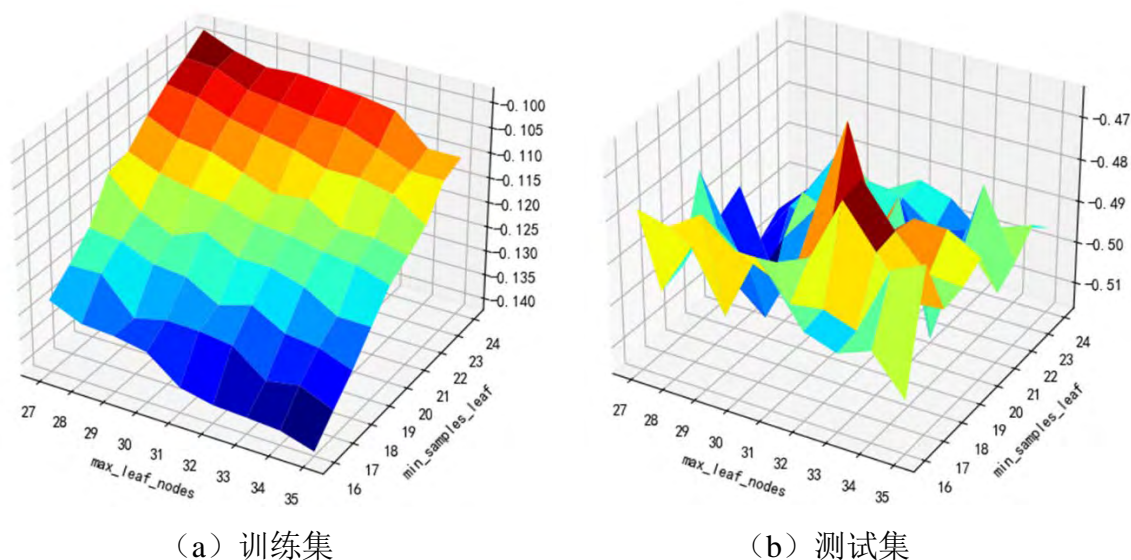 -0.100
-0.105
-0.110
-0.115
-0.120
-0.125
-0.130
-0.135
-0.140
27 28 29 30 31 32 33 34 35
max_leaf_nodes
16 17 18 19 20 21 22 23 24
min_samples_leaf
(a)训练集
-0.47
-0.48
-0.49
-0.50
-0.51
27 28 29 30 31 32 33 34 35
max_leaf_nodes
16 17 18 19 20 21 22 23 24
min_samples_leaf
(b)测试集